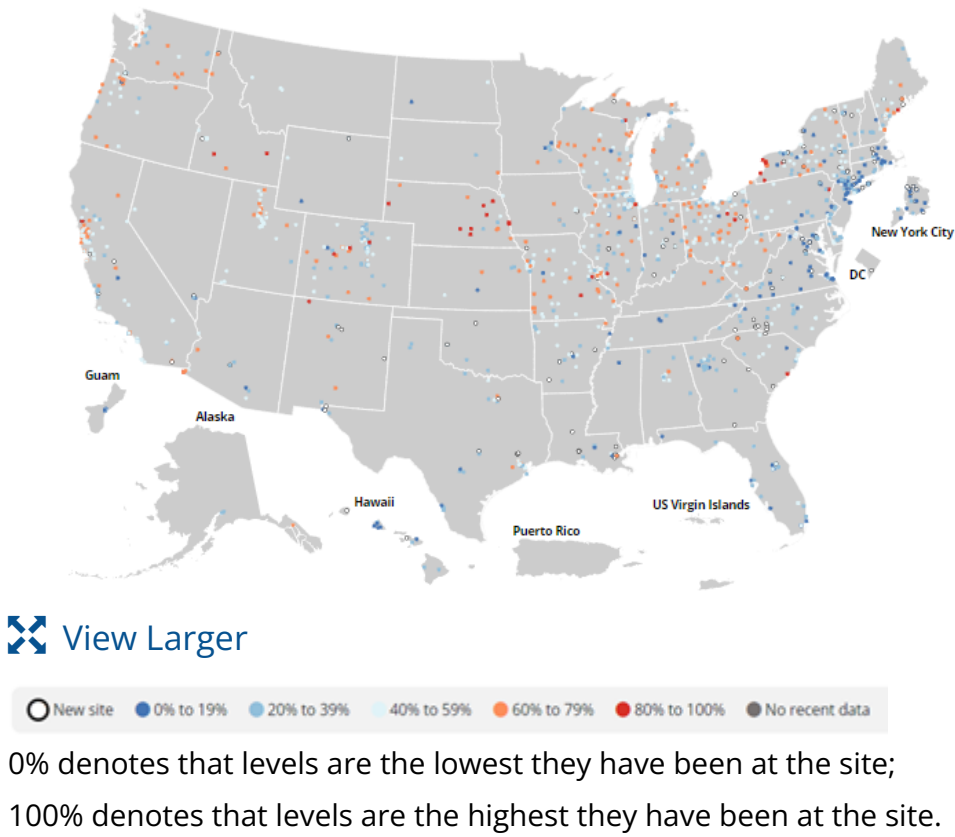 New York City
DC
Guam
Alaska
Hawaii
US Virgin Islands
Puerto Rico
View Larger
New site 0% to 19% 20% to 39% 40% to 59% 60% to 79% 80% to 100% No recent data
0% denotes that levels are the lowest they have been at the site;
100% denotes that levels are the highest they have been at the site.